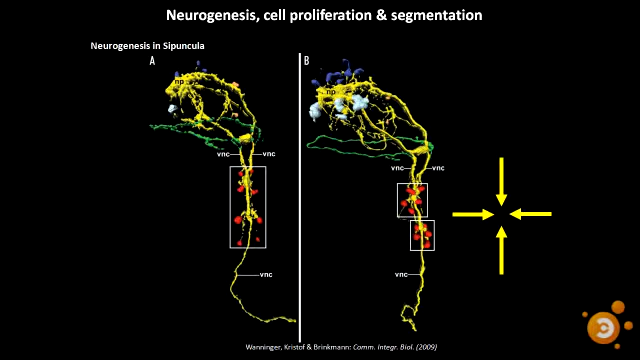 Neurogenesis, cell proliferation & segmentation
Neurogenesis in Sipuncula
A
B
np
np
vnc
vnc
vnc
vnc
vnc
vnc
Wanninger, Kristof & Brinkmann: Comm. Integr. Biol. (2009)